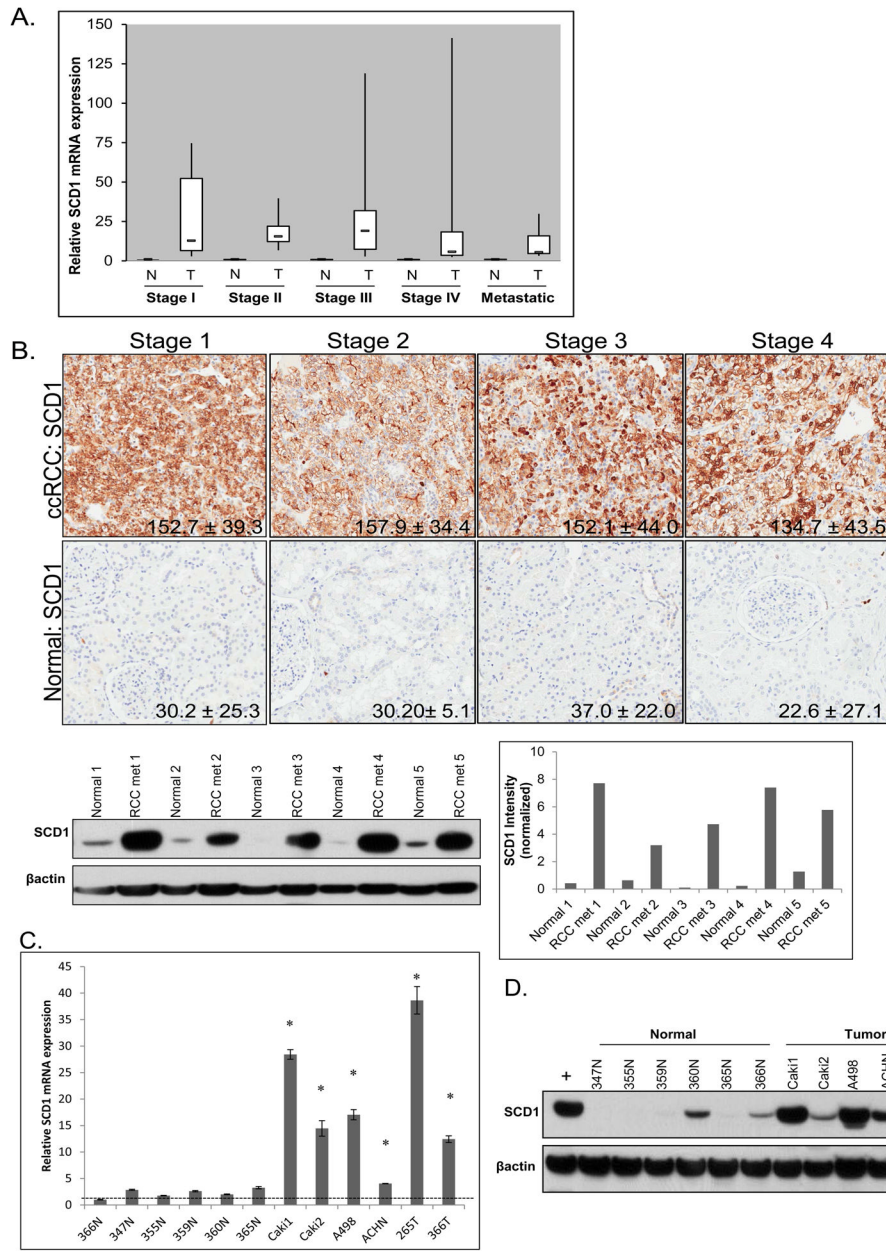 A.
Relative SCD1 mRNA expression
150
125
100
75
50
25
0
N T N T N T N T N T
Stage I Stage II Stage III Stage IV Metastatic
B.
Stage 1 Stage 2 Stage 3 Stage 4
ccRCC: SCD1
152.7 ± 39.3 157.9 ± 34.4 152.1 ± 44.0 134.7 ± 43.5
Normal: SCD1
30.2 ± 25.3 30.20± 5.1 37.0 ± 22.0 22.6 ± 27.1
Normal 1 RCC met 1 Normal 2 RCC met 2 Normal 3 RCC met 3 Normal 4 RCC met 4 Normal 5 RCC met 5
SCD1
βactin
SCD1 Intensity
(normalized)
10
8
6
4
2
0
Normal 1 RCC met 1 Normal 2 RCC met 2 Normal 3 RCC met 3 Normal 4 RCC met 4 Normal 5 RCC met 5
C.
Relative SCD1 mRNA expression
45
40
35
30
25
20
15
10
5
0
* * * * * *
366N 347N 355N 359N 360N 365N Caki1 Caki2 A498 ACHN 265T 366T
D.
Normal Tumor
+ 347N 355N 359N 360N 365N 366N Caki1 Caki2 A498 ACHN
SCD1
βactin